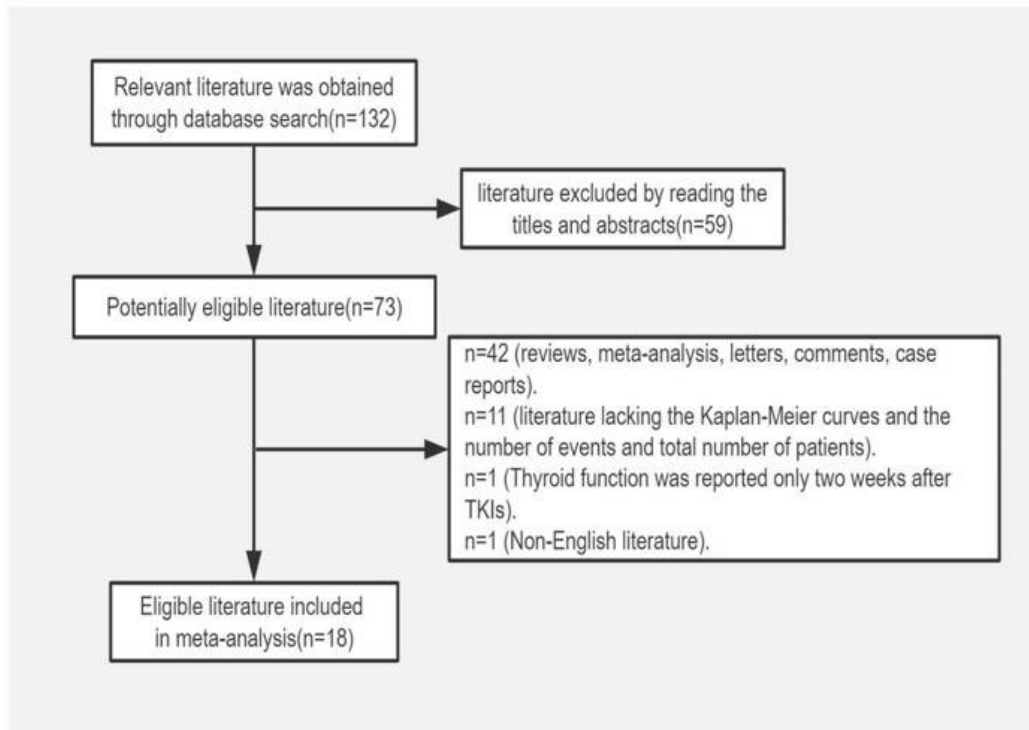 Relevant literature was obtained
through database search(n=132)
literature excluded by reading the
titles and abstracts(n=59)
Potentially eligible literature(n=73)
n=42 (reviews, meta-analysis, letters, comments, case
reports).
n=11 (literature lacking the Kaplan-Meier curves and the
number of events and total number of patients).
n=1 (Thyroid function was reported only two weeks after
TKIs).
n=1 (Non-English literature).
Eligible literature included
in meta-analysis(n=18)